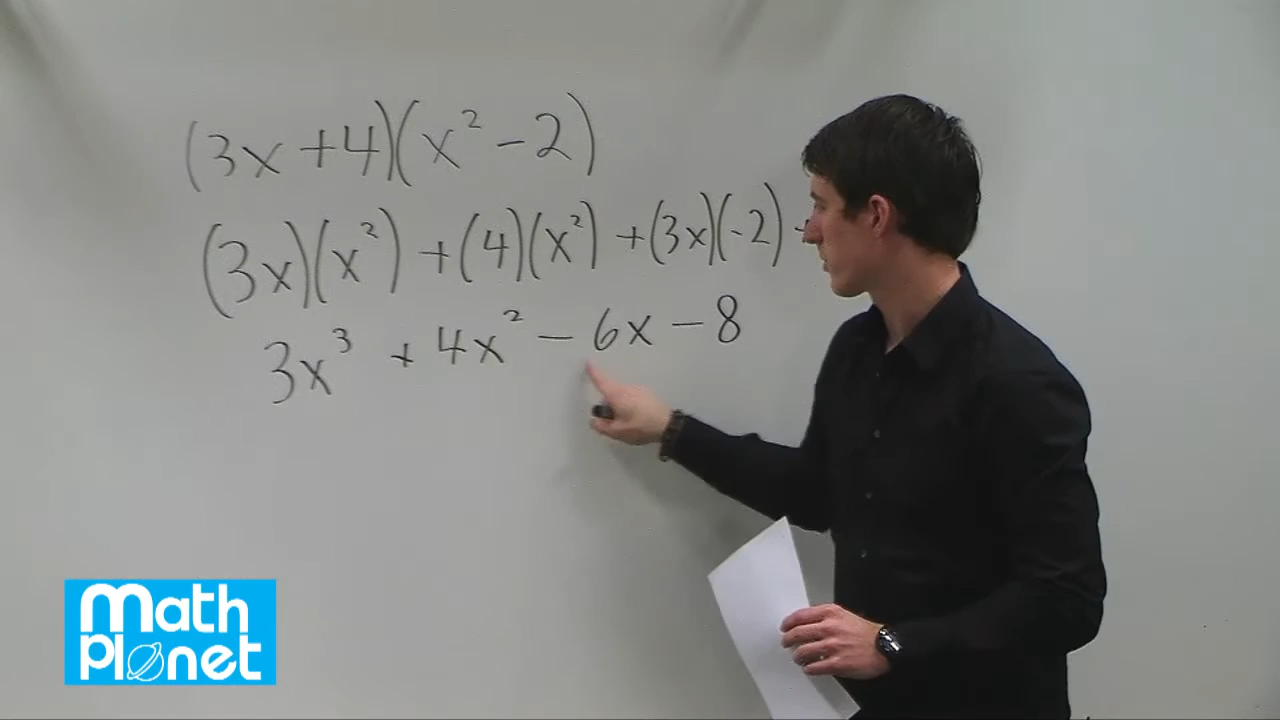 (3x+4)(x²-2)
(3x)(x²)+(4)(x²)+(3x)(-2)
3x³+4x²-6x-8
Math
Planet